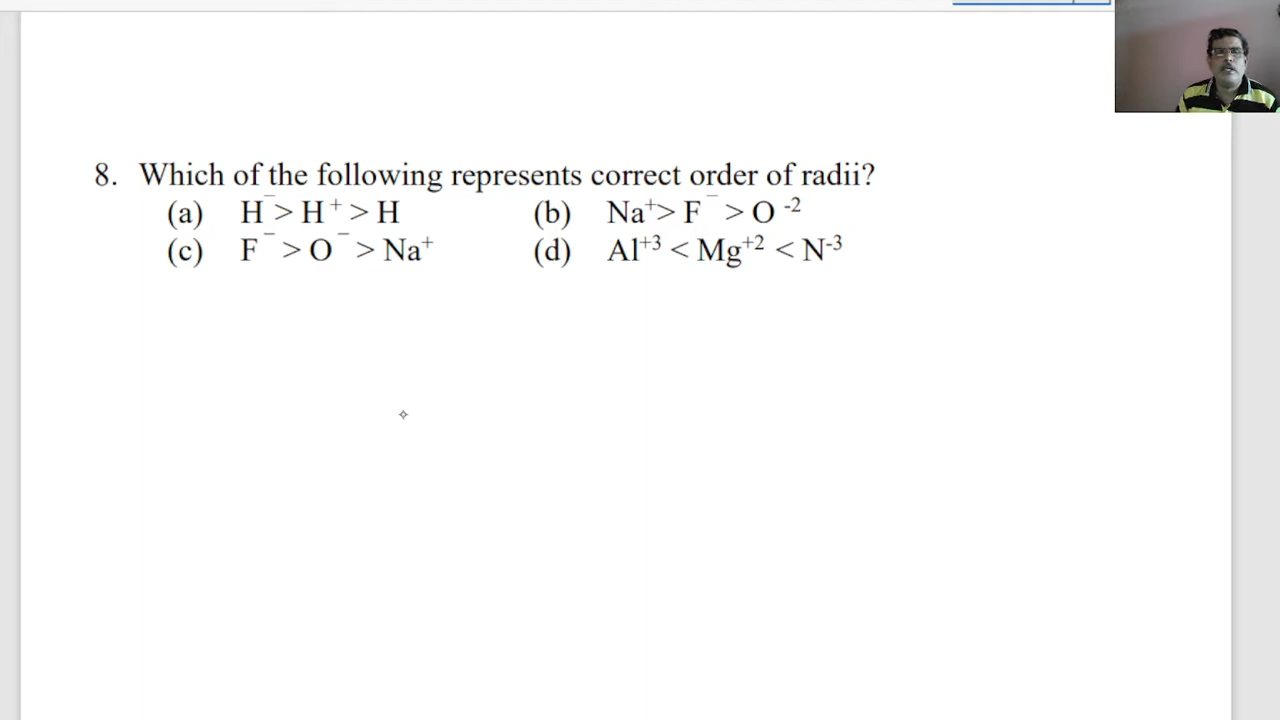 8. Which of the following represents correct order of radii?
(a) H⁻ > H⁺ > H (b) Na⁺ > F⁻ > O⁻²
(c) F⁻ > O⁻ > Na⁺ (d) Al⁺³ < Mg⁺² < N⁻³